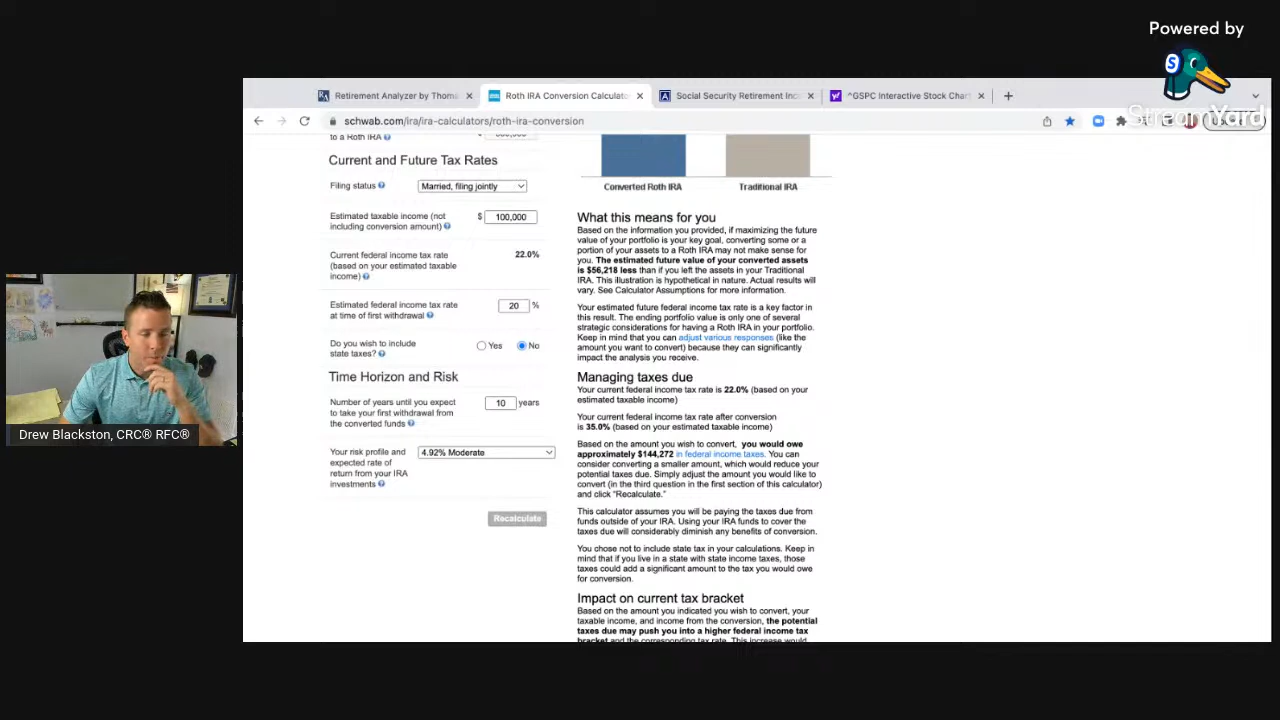 Powered by
S
StreamYard
Retirement Analyzer by Thoma
Roth IRA Conversion Calculato
Social Security Retirement Inc
^GSPC Interactive Stock Chart
schwab.com/ira/ira-calculators/roth-ira-conversion
to a Roth IRA
Current and Future Tax Rates
Filing status
Married, filing jointly
Estimated taxable income (not
including conversion amount)
$ 100,000
Current federal income tax rate
(based on your estimated taxable
income)
22.0%
Estimated federal income tax rate
at time of first withdrawal
20 %
Do you wish to include
state taxes?
Yes No
Time Horizon and Risk
Number of years until you expect
to take your first withdrawal from
the converted funds
10 years
Your risk profile and
expected rate of
return from your IRA
investments
4.92% Moderate
Recalculate
Converted Roth IRA Traditional IRA
What this means for you
Based on the information you provided, if maximizing the future
value of your portfolio is your key goal, converting some or a
portion of your assets to a Roth IRA may not make sense for
you. The estimated future value of your converted assets
is $56,218 less than if you left the assets in your Traditional
IRA. This illustration is hypothetical in nature. Actual results will
vary. See Calculator Assumptions for more information.
Your estimated future federal income tax rate is a key factor in
this result. The ending portfolio value is only one of several
strategic considerations for having a Roth IRA in your portfolio.
Keep in mind that you can adjust various responses (like the
amount you want to convert) because they can significantly
impact the analysis you receive.
Managing taxes due
Your current federal income tax rate is 22.0% (based on your
estimated taxable income)
Your current federal income tax rate after conversion
is 35.0% (based on your estimated taxable income)
Based on the amount you wish to convert, you would owe
approximately $144,272 in federal income taxes. You can
consider converting a smaller amount, which would reduce your
potential taxes due. Simply adjust the amount you would like to
convert (in the third question in the first section of this calculator)
and click "Recalculate."
This calculator assumes you will be paying the taxes due from
funds outside of your IRA. Using your IRA funds to cover the
taxes due will considerably diminish any benefits of conversion.
You chose not to include state tax in your calculations. Keep in
mind that if you live in a state with state income taxes, those
taxes could add a significant amount to the tax you would owe
for conversion.
Impact on current tax bracket
Based on the amount you indicated you wish to convert, your
taxable income, and income from the conversion, the potential
taxes due may push you into a higher federal income tax
bracket and the corresponding tax rate. This increase would
Drew Blackston, CRC® RFC®